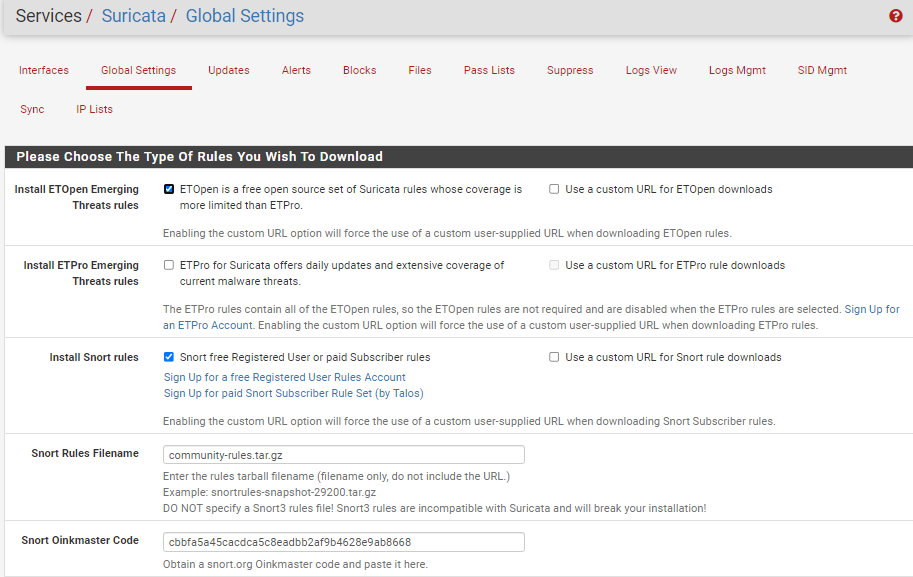 Services / Suricata / Global Settings
Interfaces Global Settings Updates Alerts Blocks Files Pass Lists Suppress Logs View Logs Mgmt SID Mgmt
Sync IP Lists
Please Choose The Type Of Rules You Wish To Download
Install ETOpen Emerging Threats rules
ETOpen is a free open source set of Suricata rules whose coverage is
more limited than ETPro.
Use a custom URL for ETOpen downloads
Enabling the custom URL option will force the use of a custom user-supplied URL when downloading ETOpen rules.
Install ETPro Emerging Threats rules
ETPro for Suricata offers daily updates and extensive coverage of
current malware threats.
Use a custom URL for ETPro rule downloads
The ETPro rules contain all of the ETOpen rules, so the ETOpen rules are not required and are disabled when the ETPro rules are selected. Sign Up for
an ETPro Account. Enabling the custom URL option will force the use of a custom user-supplied URL when downloading ETPro rules.
Install Snort rules
Snort free Registered User or paid Subscriber rules
Use a custom URL for Snort rule downloads
Sign Up for a free Registered User Rules Account
Sign Up for paid Snort Subscriber Rule Set (by Talos)
Enabling the custom URL option will force the use of a custom user-supplied URL when downloading Snort Subscriber rules.
Snort Rules Filename
community-rules.tar.gz
Enter the rules tarball filename (filename only, do not include the URL.)
Example: snortrules-snapshot-29200.tar.gz
DO NOT specify a Snort3 rules file! Snort3 rules are incompatible with Suricata and will break your installation!
Snort Oinkmaster Code
cbbfa5a45cacdca5c8eadbb2af9b4628e9ab8668
Obtain a snort.org Oinkmaster code and paste it here.